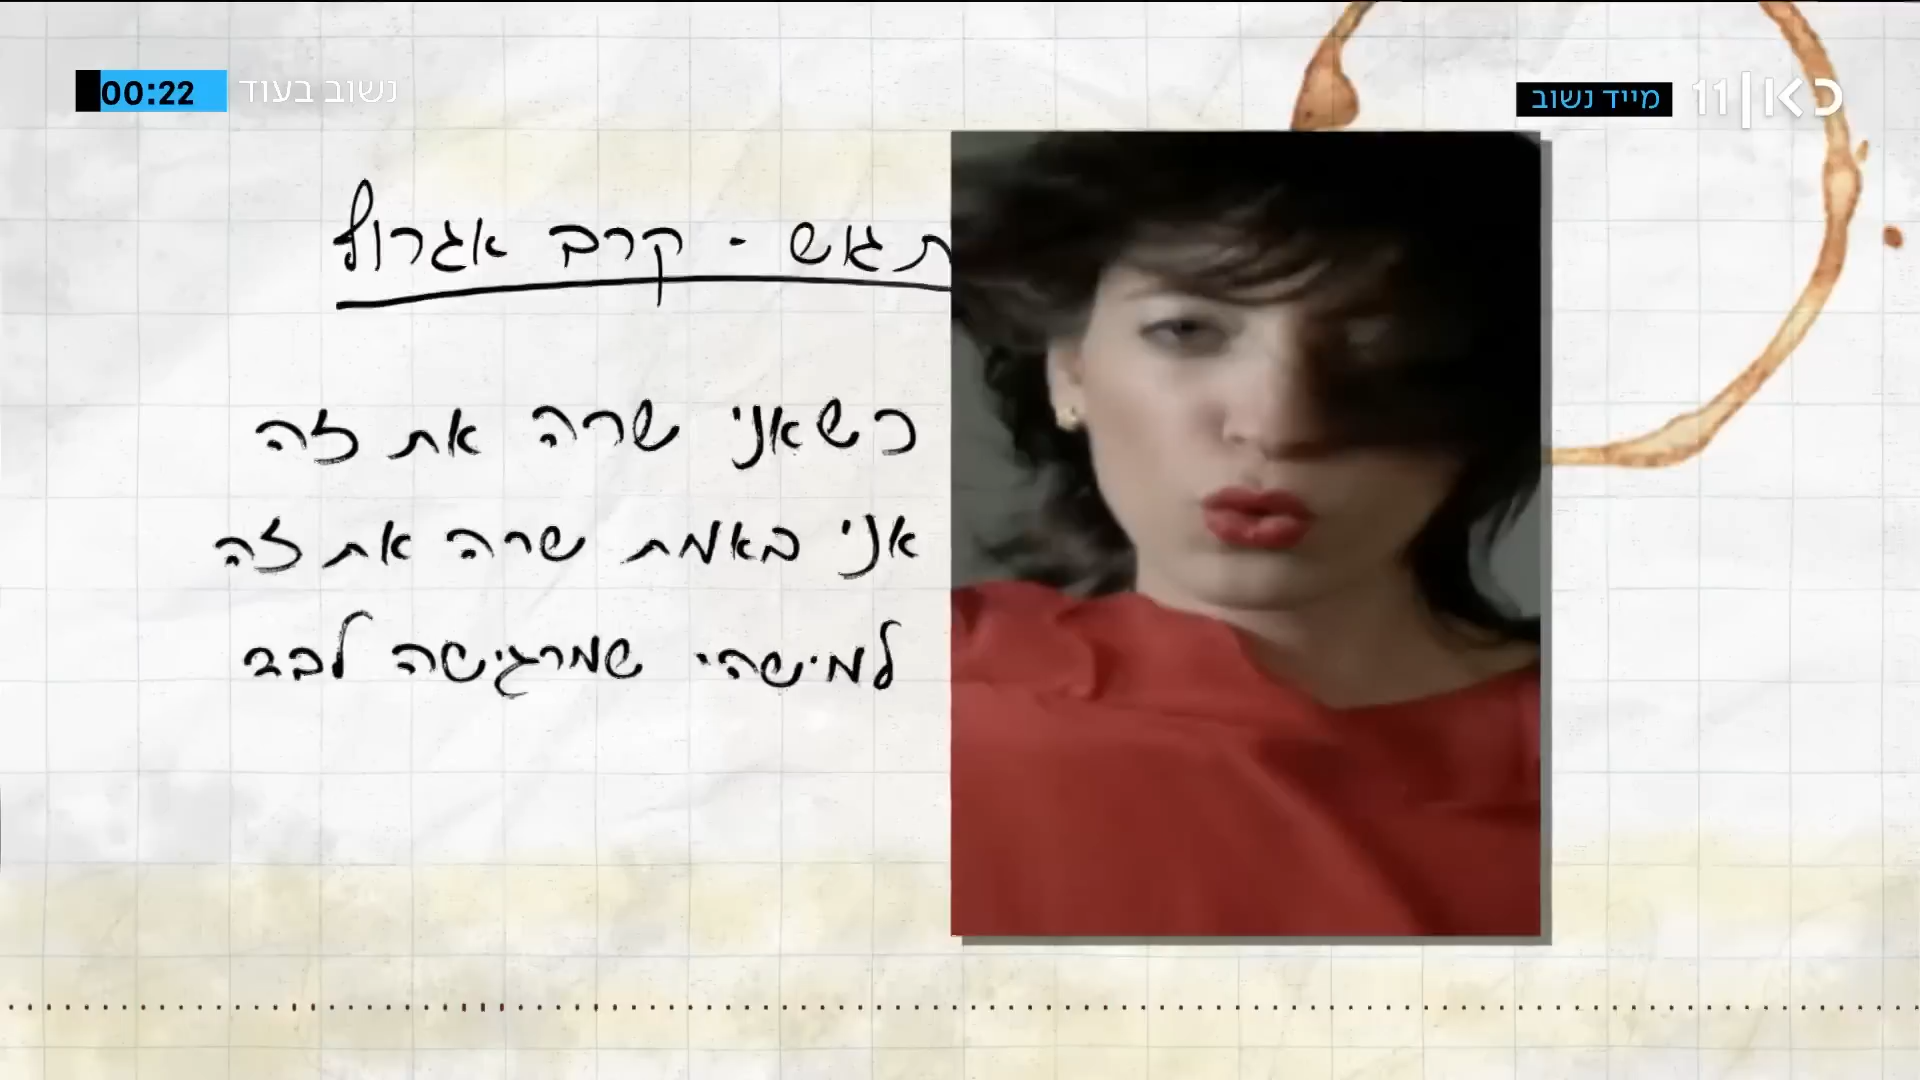 00:22 נשוב בעוד
מייד נשוב כאן 11
תגש - קרב אגרוף
כשאני שרה את זה
אני באמת שרה את זה
למישהי שמרגישה לבד